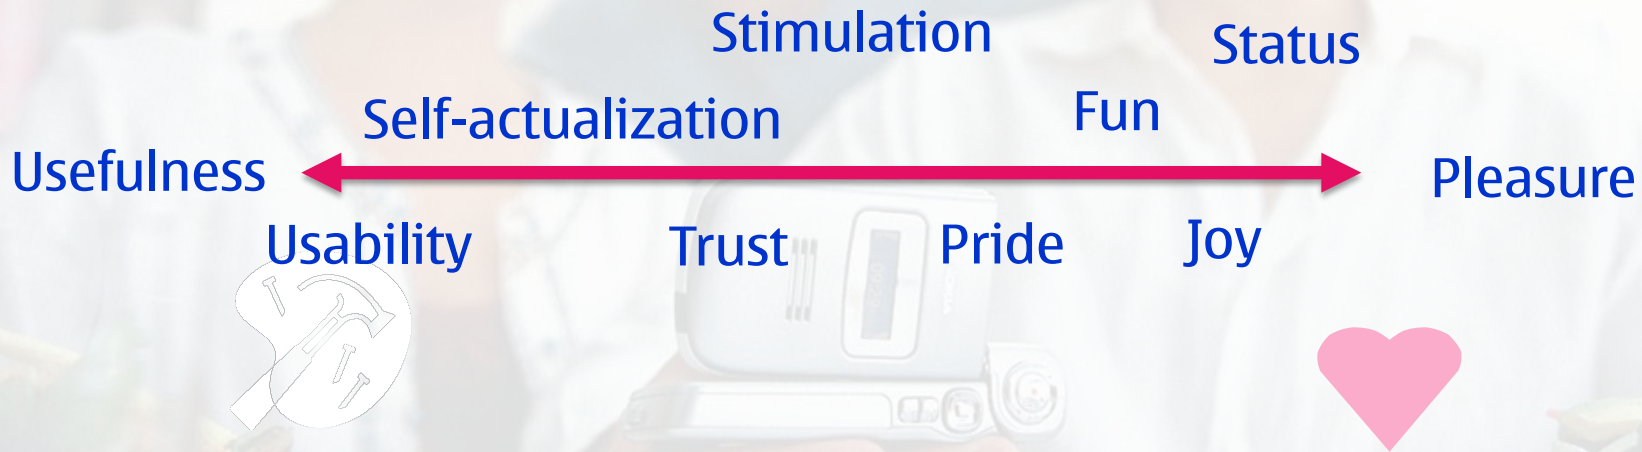 Stimulation
Status
Self-actualization
Fun
Usefulness
Pleasure
Usability
Trust
Pride
Joy